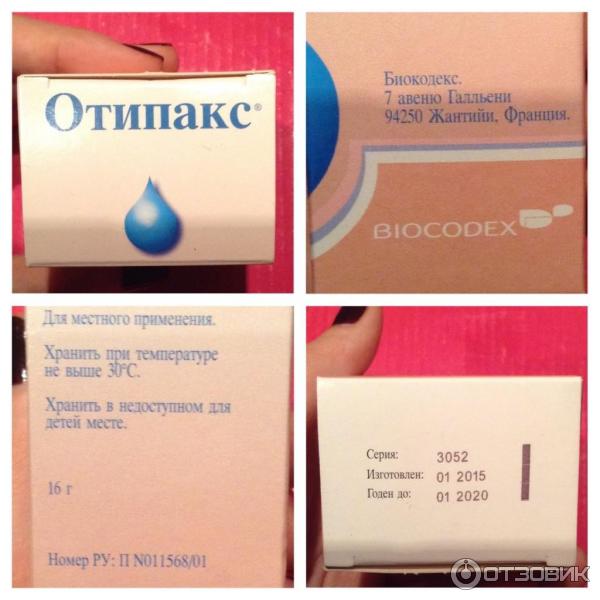 Отипакс®
Биокодекс.
7 авеню Галльени
94250 Жантийи, Франция.
BIOCODEX
Для местного применения.
Хранить при температуре
не выше 30°С.
Хранить в недоступном для
детей месте.
16 г
Номер РУ: П N011568/01
Серия: 3052
Изготовлен: 01 2015
Годен до: 01 2020
ОТЗОВИК